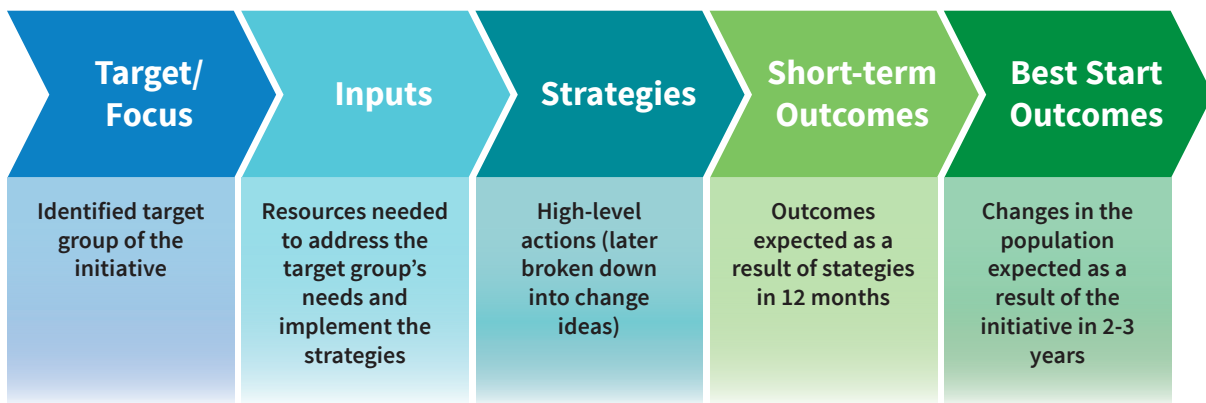 Target/
Focus
Inputs
Strategies
Short-term
Outcomes
Best Start
Outcomes
Identified target
group of the
initiative
Resources needed
to address the
target group’s
needs and
implement the
strategies
High-level
actions (later
broken down
into change
ideas)
Outcomes
expected as a
result of stategies
in 12 months
Changes in the
population
expected as a
result of the
initiative in 2-3
years